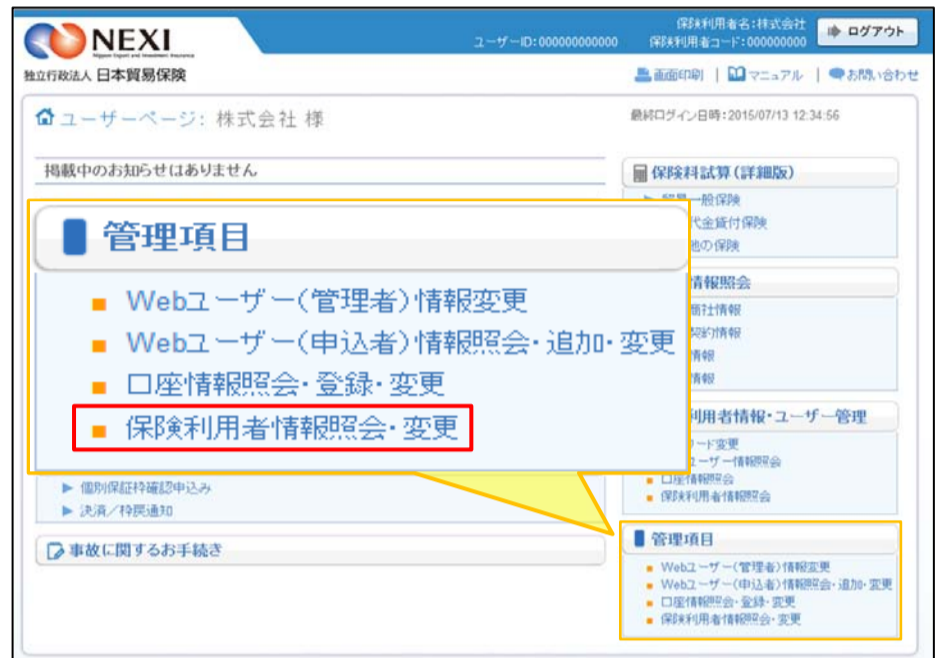 NEXI
Nippon Export and Investment Insurance
独立行政法人 日本貿易保険
ユーザーID:000000000000
保険利用者名:株式会社
保険利用者コード:000000000
ログアウト
画面印刷 | マニュアル | お問い合わせ
ユーザーページ: 株式会社 様
最終ログイン日時:2015/07/13 12:34:56
掲載中のお知らせはありません
管理項目
Webユーザー(管理者)情報変更
Webユーザー(申込者)情報照会・追加・変更
口座情報照会・登録・変更
保険利用者情報照会・変更
個別保証枠確認申込み
決済/枠戻通知
事故に関するお手続き
保険料試算(詳細版)
一般保険
代金貸付保険
他の保険
情報照会
商社情報
契約情報
情報
情報
利用者情報・ユーザー管理
ード変更
ユーザー情報照会
口座情報照会
保険利用者情報照会
管理項目
Webユーザー(管理者)情報変更
Webユーザー(申込者)情報照会・追加・変更
口座情報照会・登録・変更
保険利用者情報照会・変更